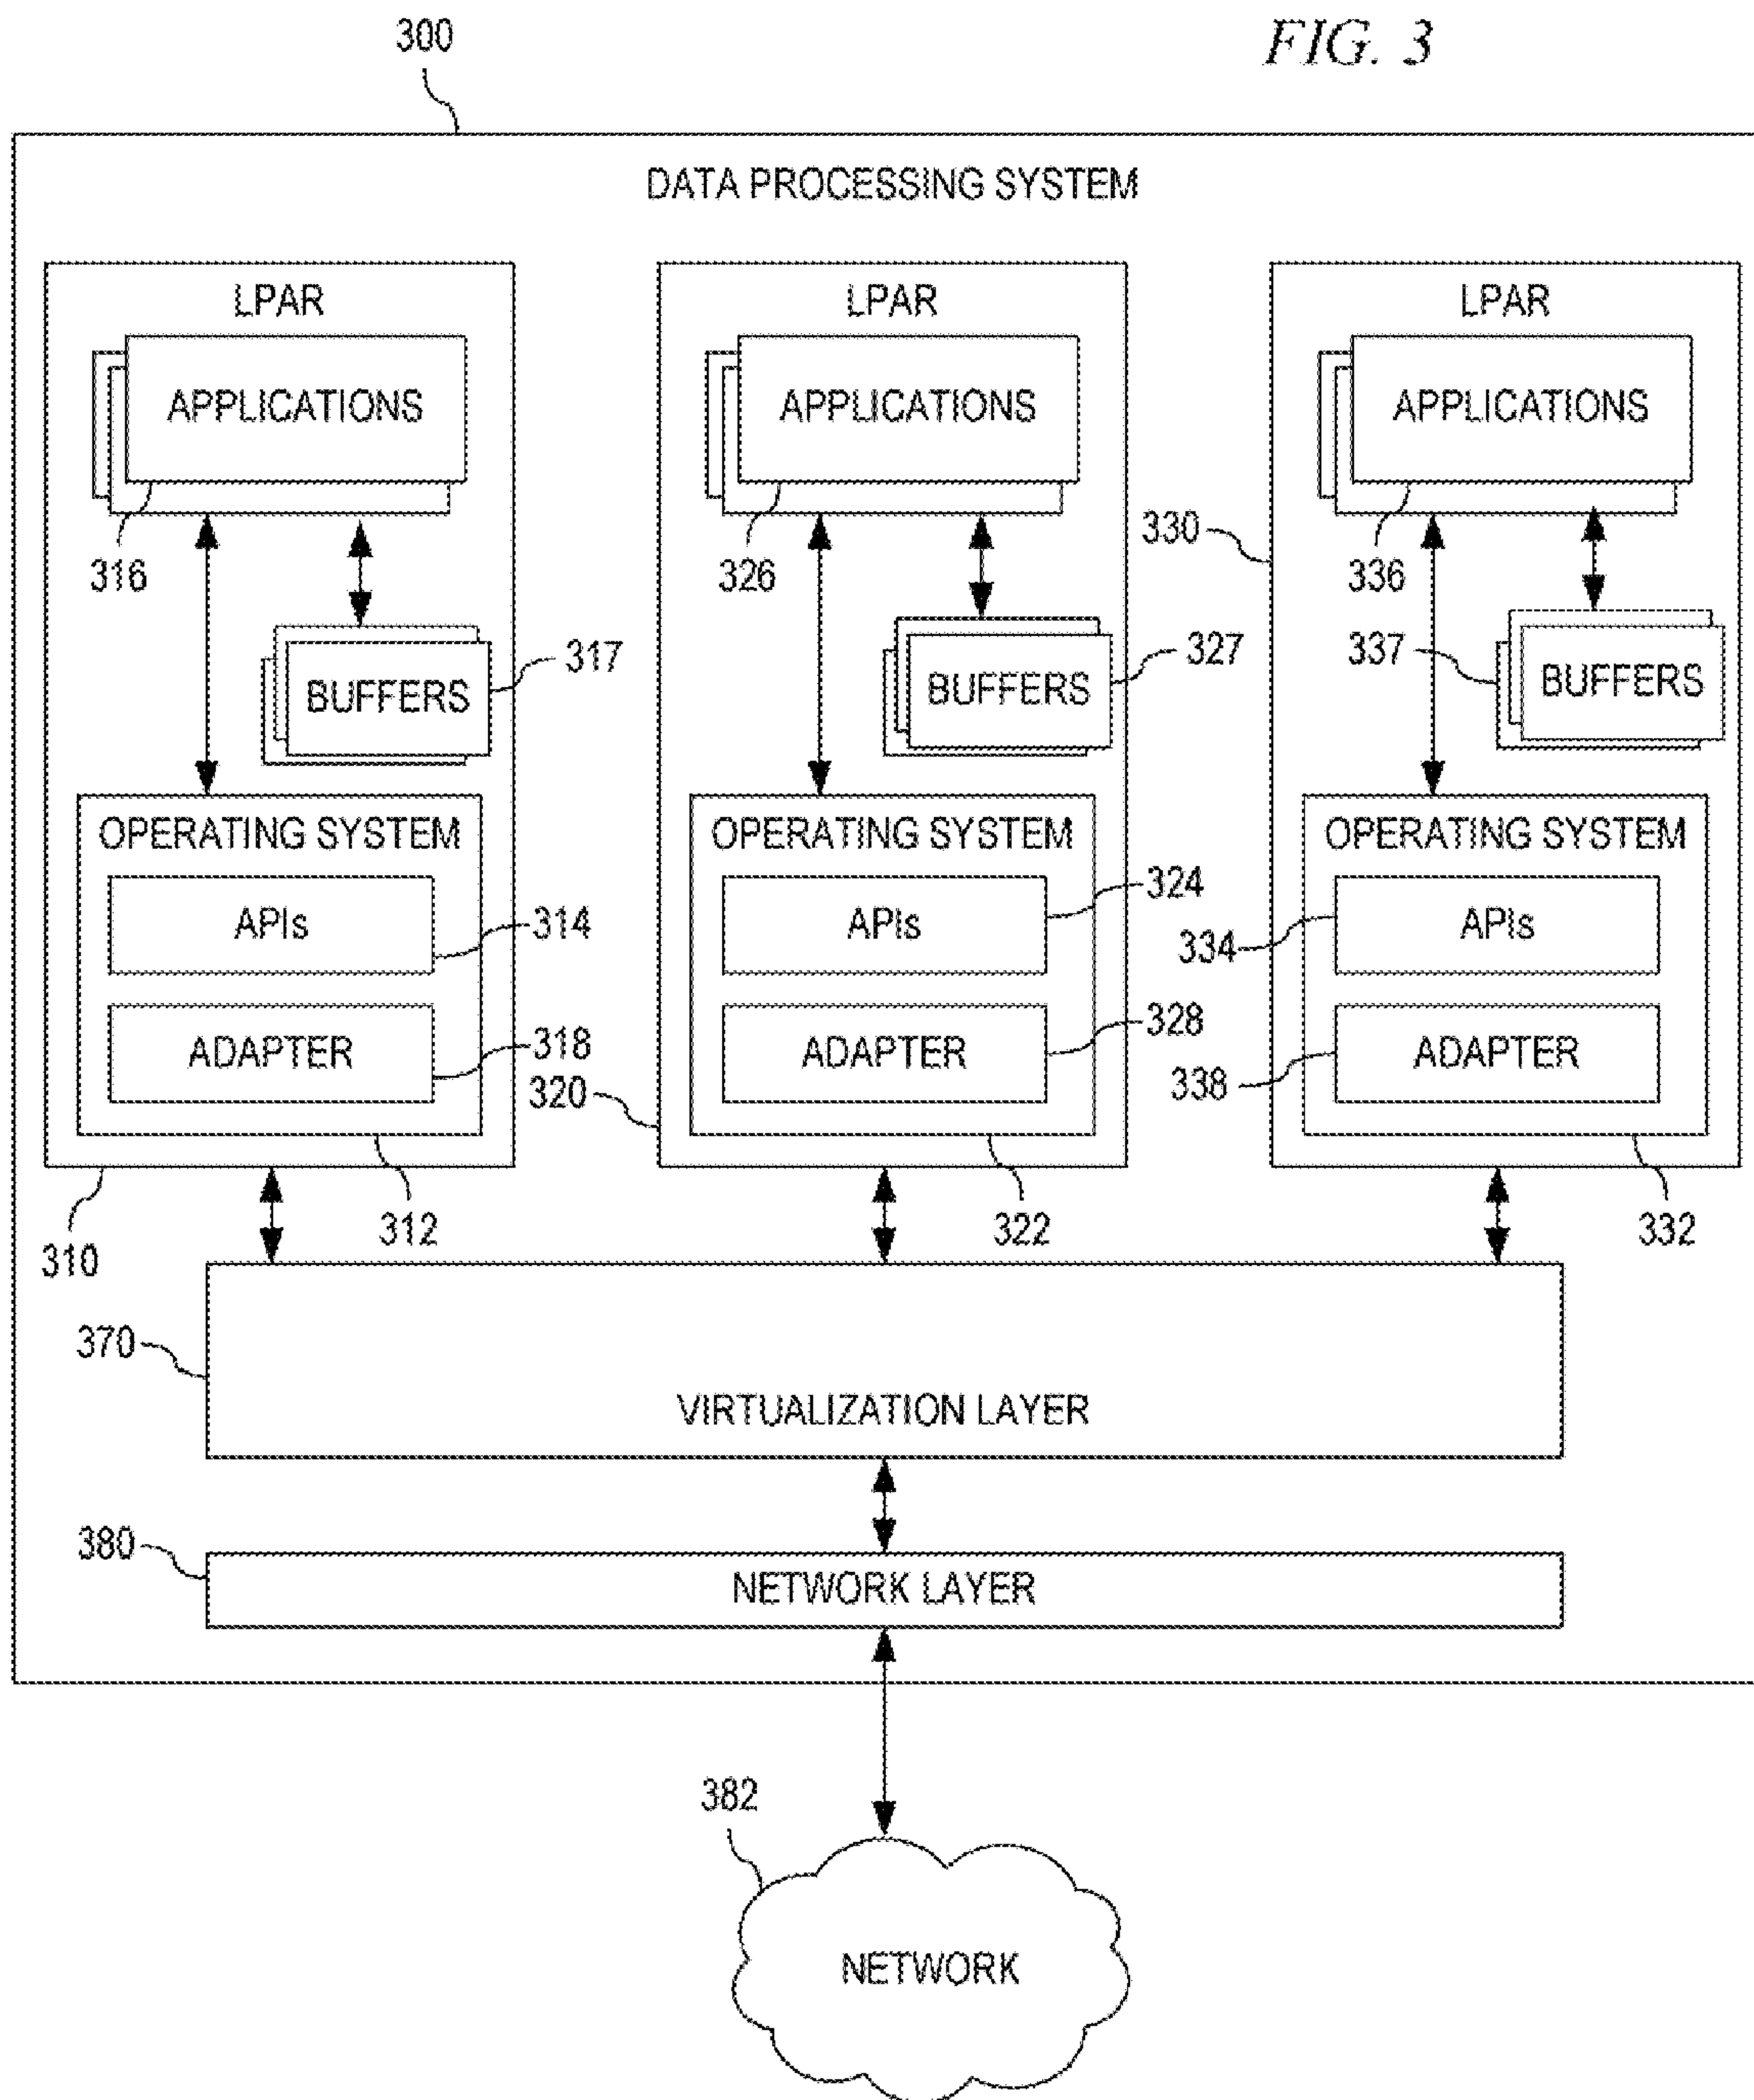 300
FIG. 3
DATA PROCESSING SYSTEM
LPAR
APPLICATIONS
316
317
BUFFERS
OPERATING SYSTEM
APIs
314
ADAPTER
318
310
312
LPAR
APPLICATIONS
326
327
BUFFERS
OPERATING SYSTEM
APIs
324
ADAPTER
328
320
322
LPAR
APPLICATIONS
330
336
337
BUFFERS
OPERATING SYSTEM
APIs
334
ADAPTER
338
332
370
VIRTUALIZATION LAYER
380
NETWORK LAYER
382
NETWORK